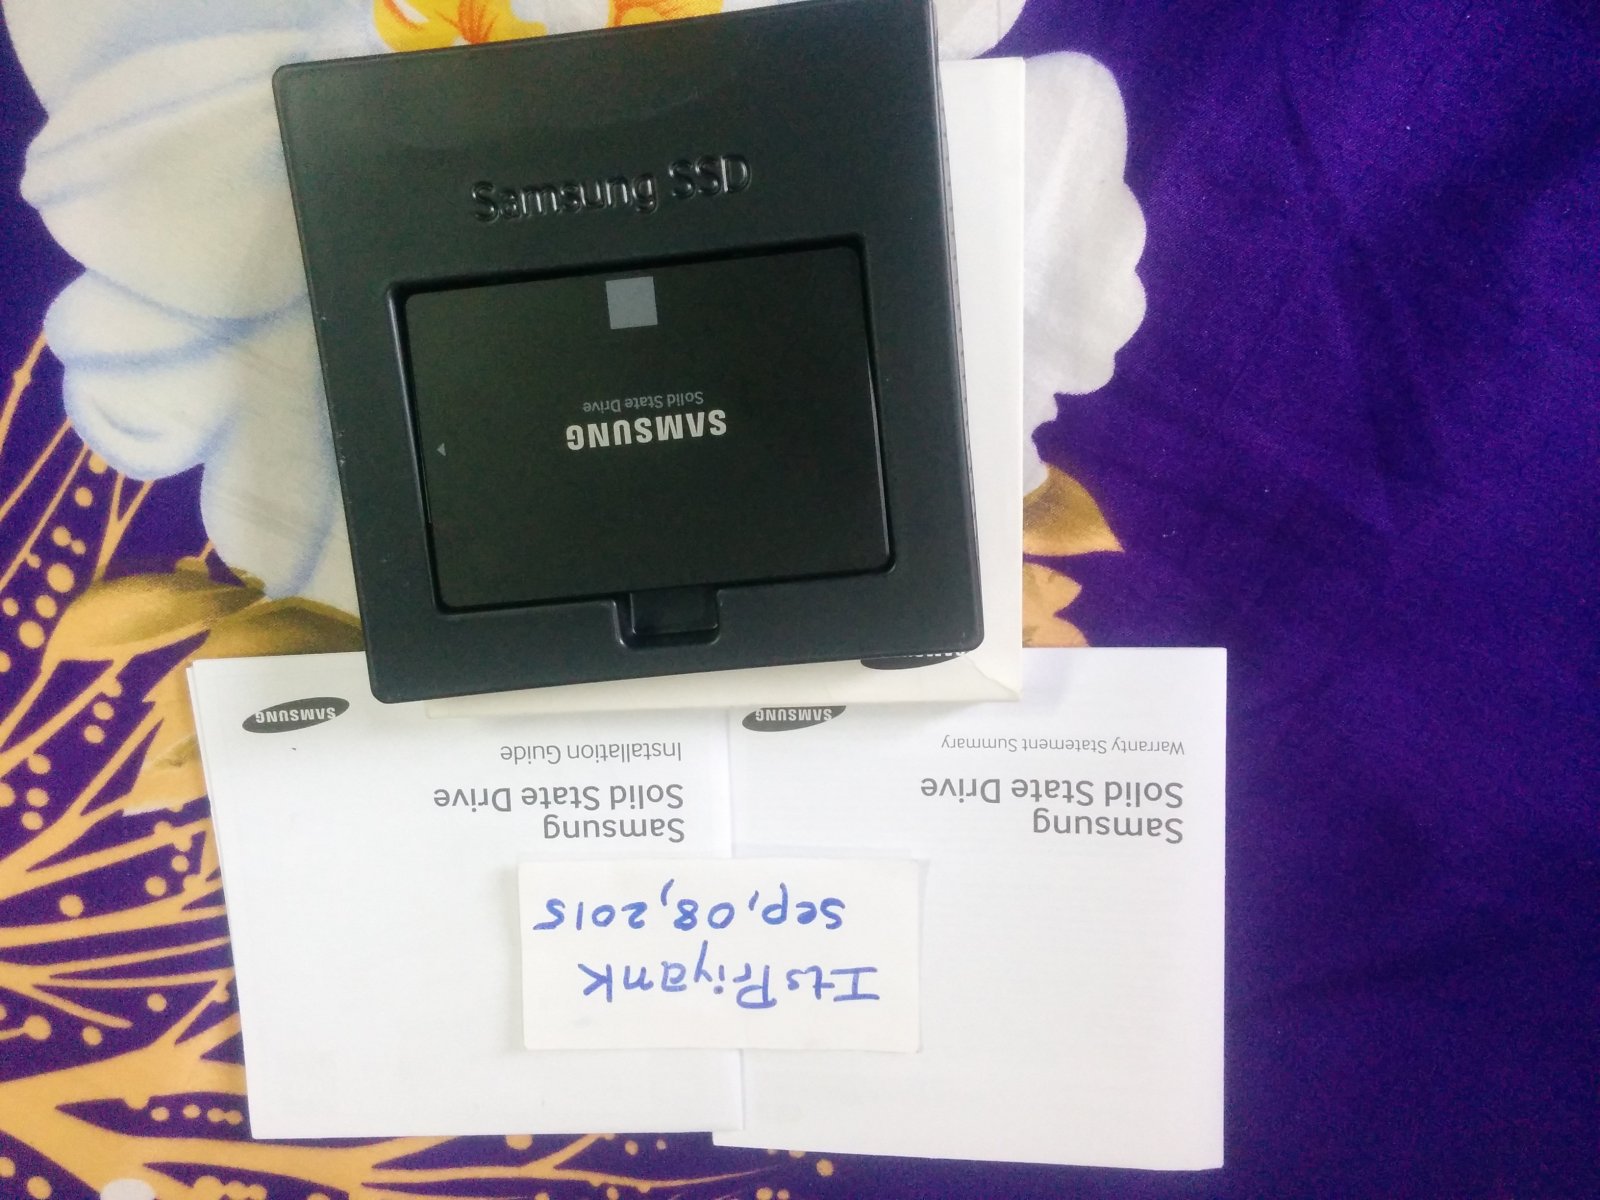 Samsung SSD
SAMSUNG
Solid State Drive
Samsung
Solid State Drive
Installation Guide
SAMSUNG
Samsung
Solid State Drive
Warranty Statement Summary
SAMSUNG
ItsPriyank
Sep,08,2015